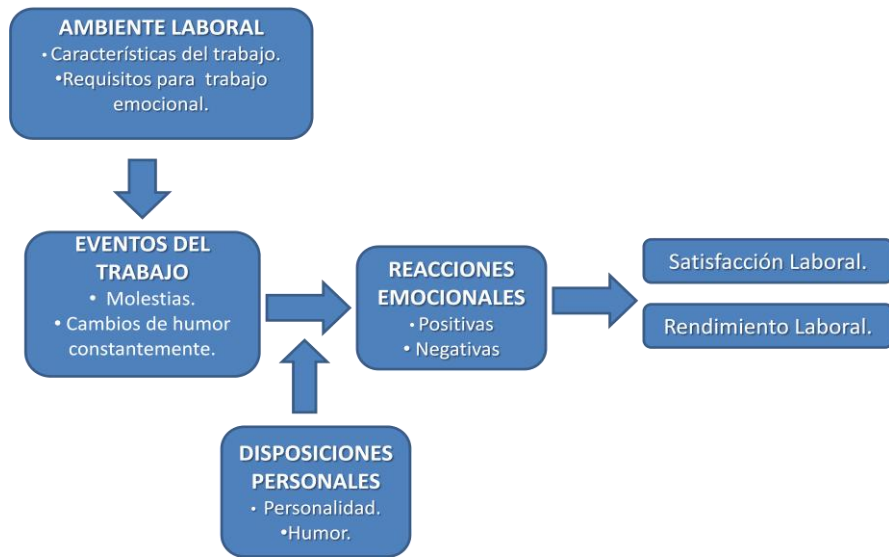 AMBIENTE LABORAL
• Características del trabajo.
•Requisitos para trabajo
emocional.
EVENTOS DEL
TRABAJO
• Molestias.
• Cambios de humor
constantemente.
REACCIONES
EMOCIONALES
• Positivas
• Negativas
Satisfacción Laboral.
Rendimiento Laboral.
DISPOSICIONES
PERSONALES
• Personalidad.
•Humor.